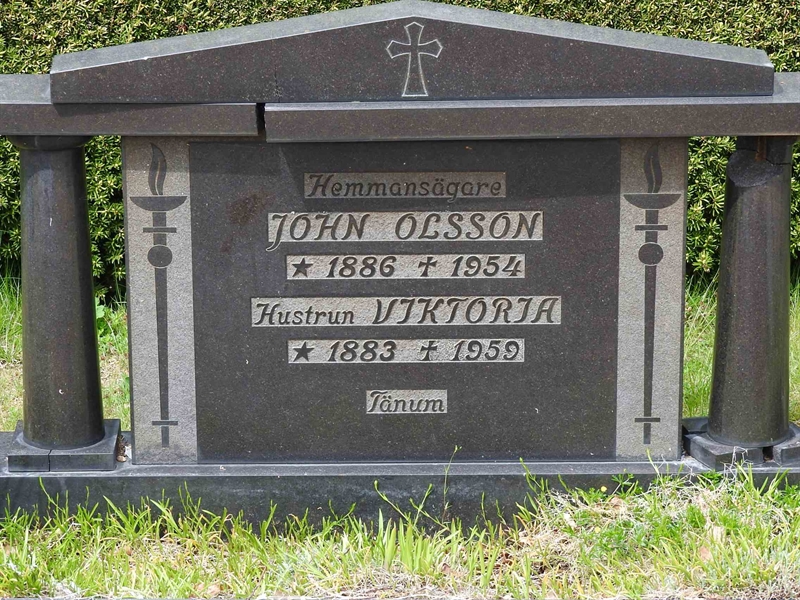 Hemmansägare
JOHN OLSSON
★ 1886 ✝ 1954
Hustrun VIKTORIA
★ 1883 ✝ 1959
Tänum